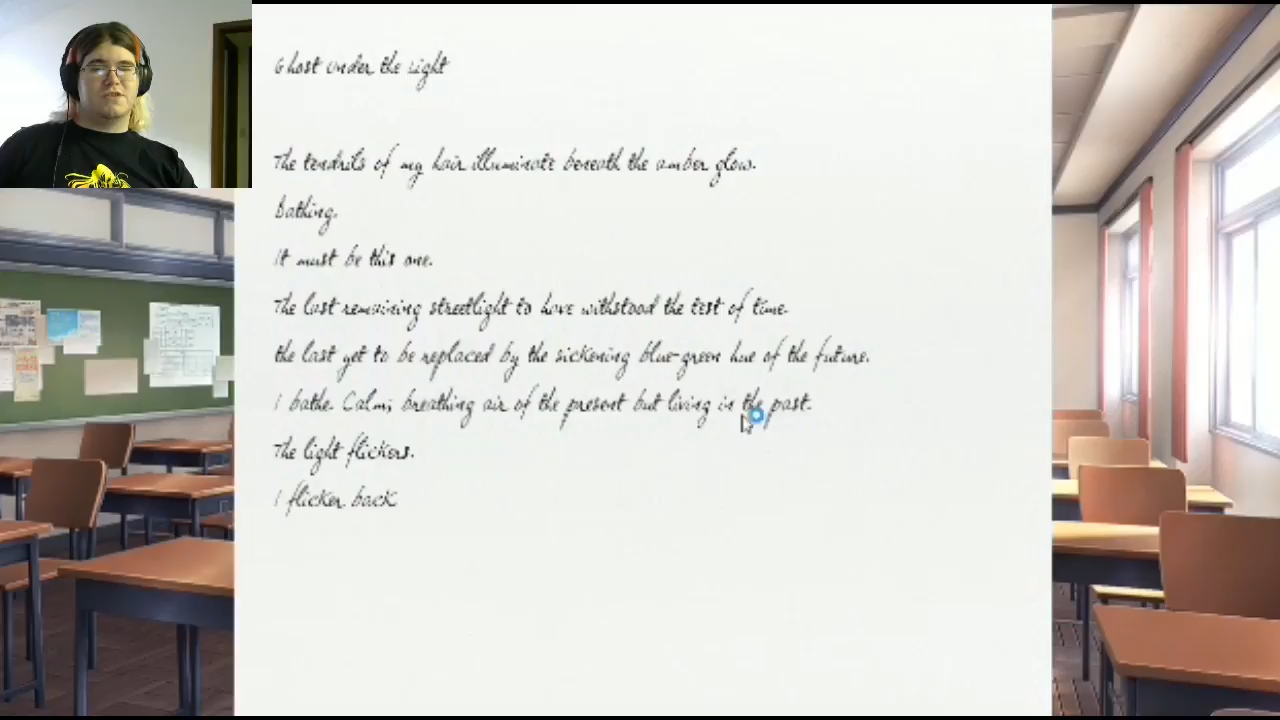 Ghost Under the Light
The tendrils of my hair illuminate beneath the amber glow.
Bathing.
It must be this one.
The last remaining streetlight to have withstood the test of time.
the last yet to be replaced by the sickening blue-green hue of the future.
I bathe. Calm; breathing air of the present but living in the past.
The light flickers.
I flicker back